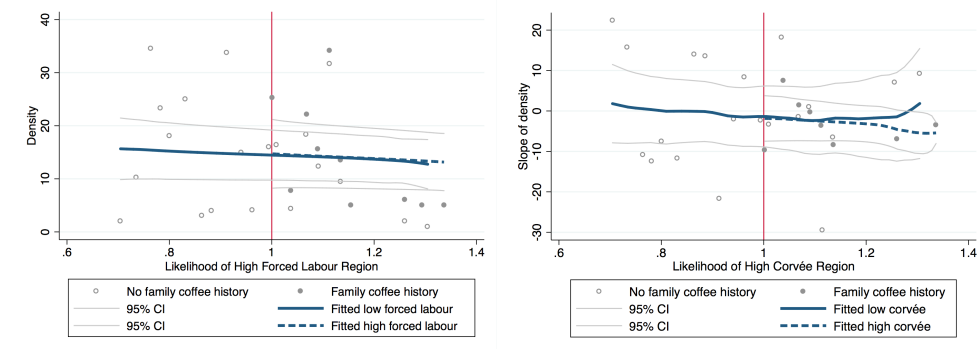 Density
40
30
20
10
0
.6 .8 1 1.2 1.4
Likelihood of High Forced Labour Region
No family coffee history Family coffee history
95% CI Fitted low forced labour
95% CI Fitted high forced labour
Slope of density
20
10
0
-10
-20
-30
.6 .8 1 1.2 1.4
Likelihood of High Corvée Region
No family coffee history Family coffee history
95% CI Fitted low corvée
95% CI Fitted high corvée